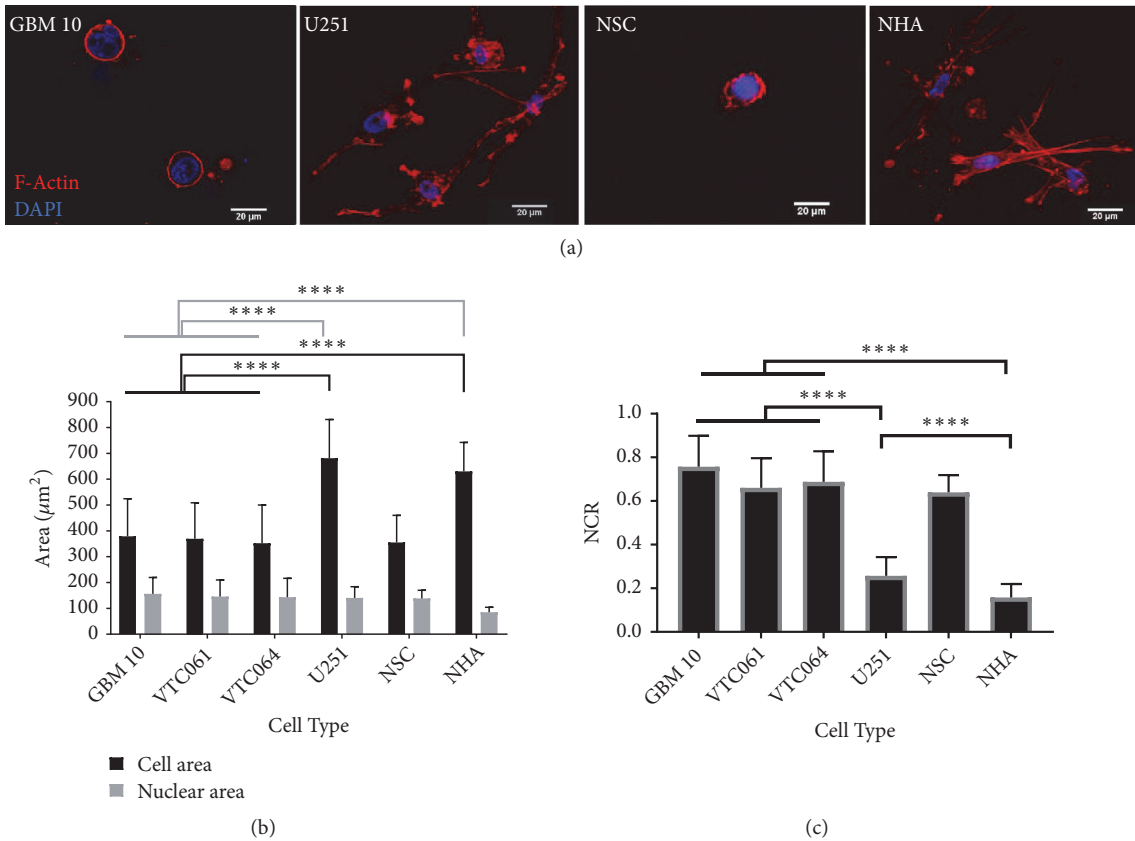 GBM 10
U251
NSC
NHA
F-Actin
DAPI
20 μm
20 μm
20 μm
20 μm
(a)
****
****
****
****
900
800
700
600
500
400
300
200
100
0
Area (μm²)
GBM 10
VTC061
VTC064
U251
NSC
NHA
Cell Type
Cell area
Nuclear area
(b)
****
****
****
1.0
0.8
0.6
0.4
0.2
0.0
NCR
GBM 10
VTC061
VTC064
U251
NSC
NHA
Cell Type
(c)